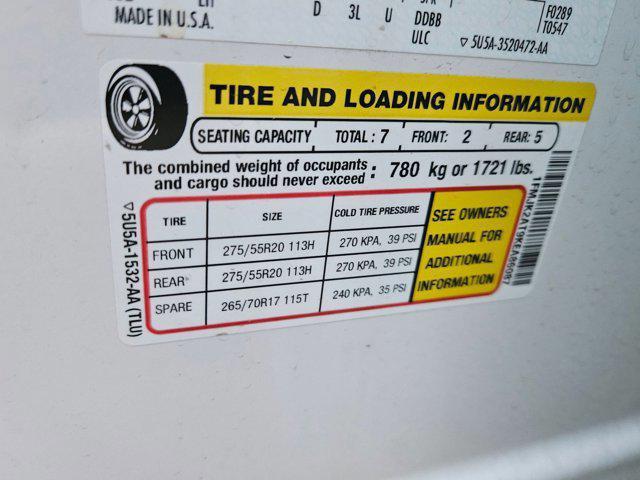 MADE IN U.S.A.
D 3L U DDBB
ULC
F0289
T0547
▽ 5U5A-3520472-AA
TIRE AND LOADING INFORMATION
SEATING CAPACITY TOTAL : 7 FRONT: 2 REAR: 5
The combined weight of occupants
and cargo should never exceed : 780 kg or 1721 lbs.
TIRE SIZE COLD TIRE PRESSURE
FRONT 275/55R20 113H 270 KPA, 39 PSI
REAR 275/55R20 113H 270 KPA, 39 PSI
SPARE 265/70R17 115T 240 KPA, 35 PSI
SEE OWNERS
MANUAL FOR
ADDITIONAL
INFORMATION
▽ 5U5A-1532-AA (TLU)